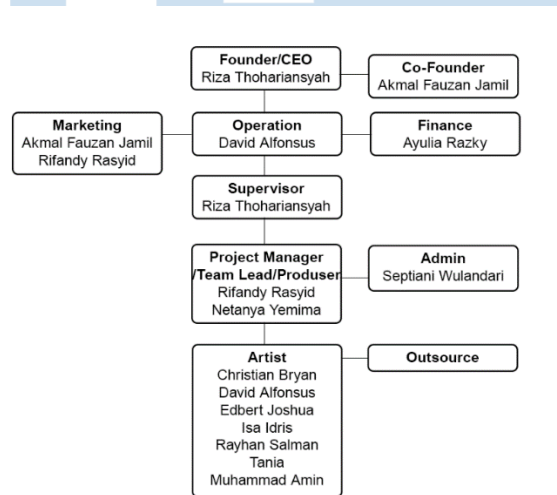 Founder/CEO
Riza Thohariansyah
Co-Founder
Akmal Fauzan Jamil
Marketing
Akmal Fauzan Jamil
Rifandy Rasyid
Operation
David Alfonsus
Finance
Ayulia Razky
Supervisor
Riza Thohariansyah
Project Manager
/Team Lead/Produser
Rifandy Rasyid
Netanya Yemima
Admin
Septiani Wulandari
Artist
Christian Bryan
David Alfonsus
Edbert Joshua
Isa Idris
Rayhan Salman
Tania
Muhammad Amin
Outsource